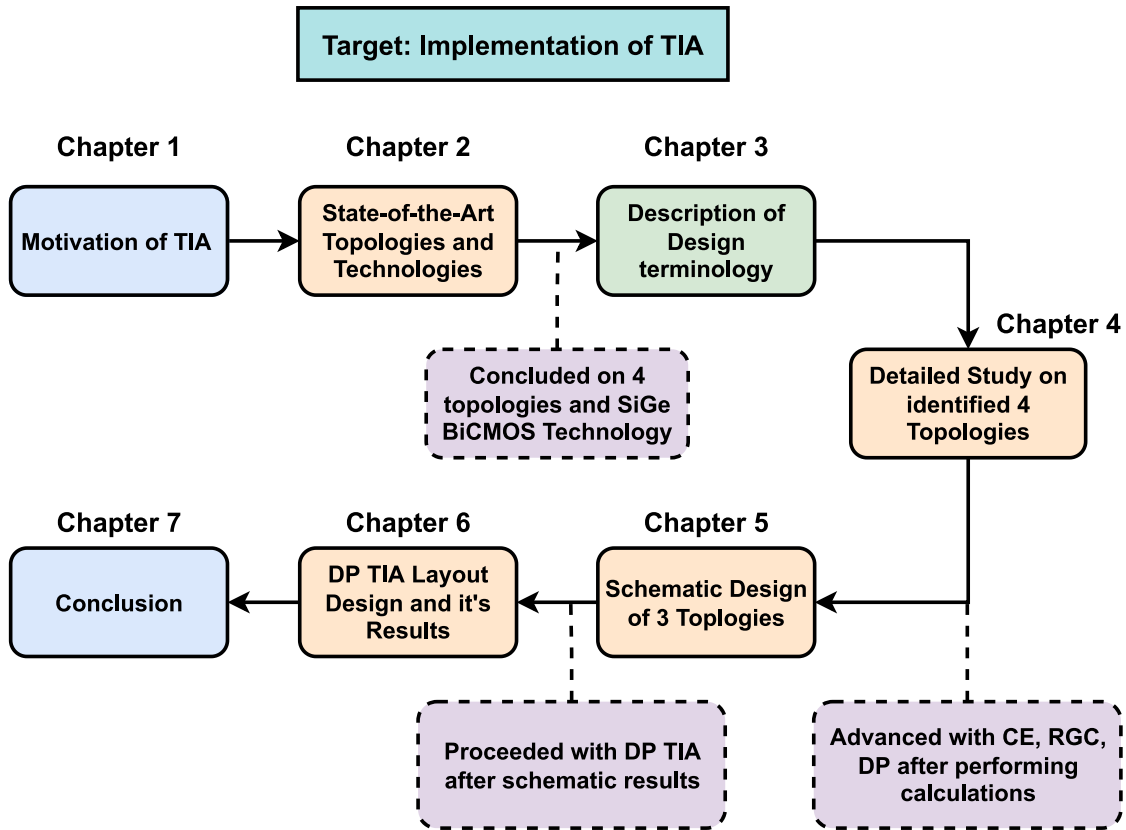 Target: Implementation of TIA
Chapter 1
Motivation of TIA
Chapter 2
State-of-the-Art
Topologies and
Technologies
Chapter 3
Description of
Design
terminology
Concluded on 4
topologies and SiGe
BiCMOS Technology
Chapter 4
Detailed Study on
identified 4
Topologies
Advanced with CE, RGC,
DP after performing
calculations
Chapter 5
Schematic Design
of 3 Toplogies
Proceeded with DP TIA
after schematic results
Chapter 6
DP TIA Layout
Design and it's
Results
Chapter 7
Conclusion